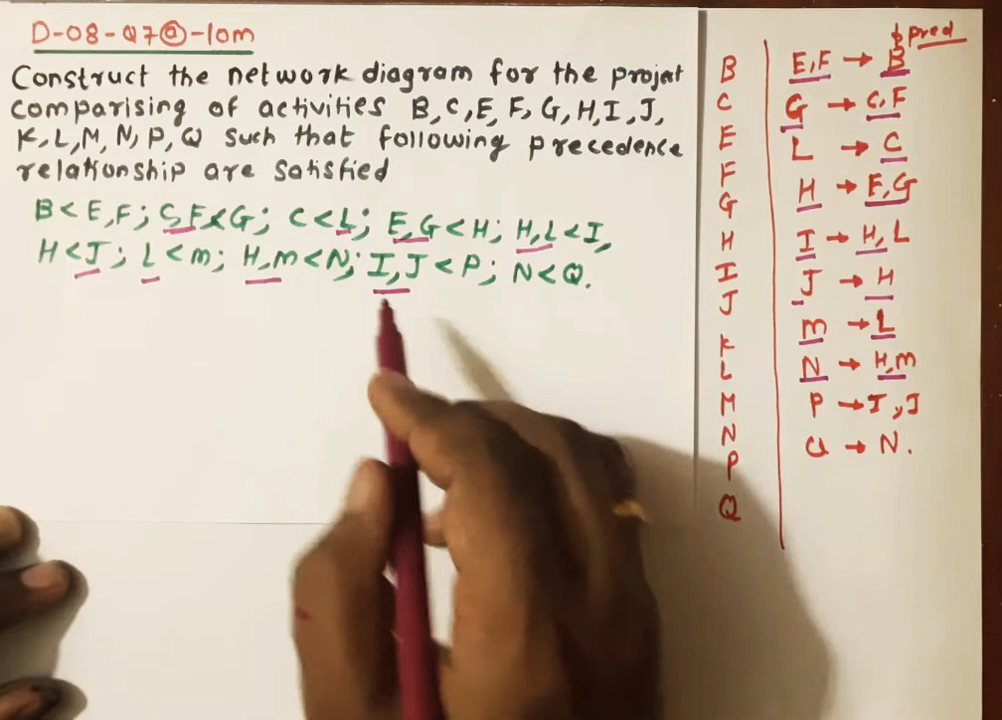 D-08-Q7@-10m
Construct the network diagram for the projat
comparising of activities B, C, E, F, G, H, I, J,
K, L, M, N, P, Q such that following precedence
relationship are satisfied
B < E, F; C, F < G; C < L; E, G < H; H, L < I,
H < J; L < m; H, m < N; I, J < P; N < Q.
pred
B
C
E
F
G
H
I
J
K
L
M
N
P
Q
E, F → B
G → C, F
L → C
H → E, G
I → H, L
J → H
m → L
N → H, m
P → I, J
Q → N.